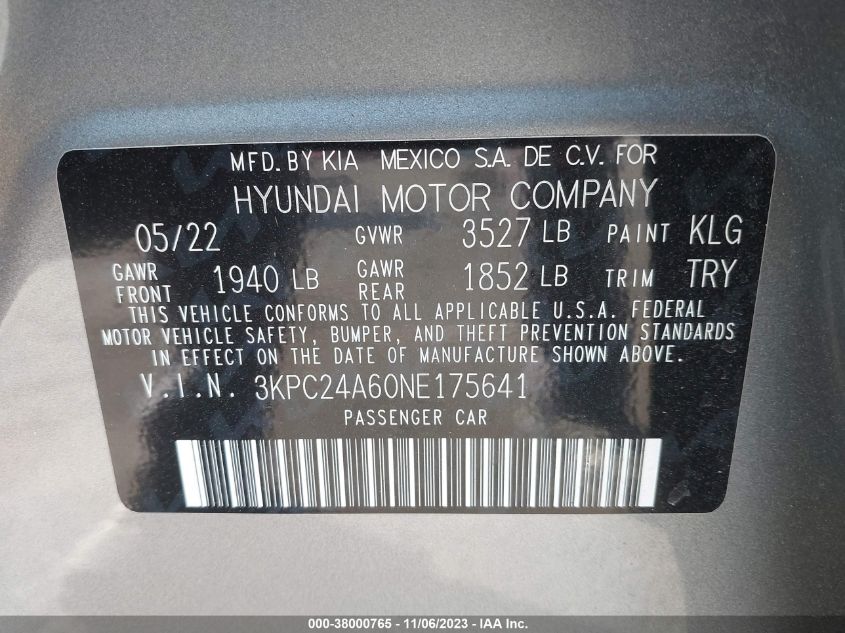 MFD. BY KIA MEXICO S.A. DE C.V. FOR
HYUNDAI MOTOR COMPANY
05/22 GVWR 3527 LB PAINT KLG
GAWR FRONT 1940 LB GAWR REAR 1852 LB TRIM TRY
THIS VEHICLE CONFORMS TO ALL APPLICABLE U.S.A. FEDERAL
MOTOR VEHICLE SAFETY, BUMPER, AND THEFT PREVENTION STANDARDS
IN EFFECT ON THE DATE OF MANUFACTURE SHOWN ABOVE.
V.I.N. 3KPC24A60NE175641
PASSENGER CAR
000-38000765 - 11/06/2023 - IAA Inc.